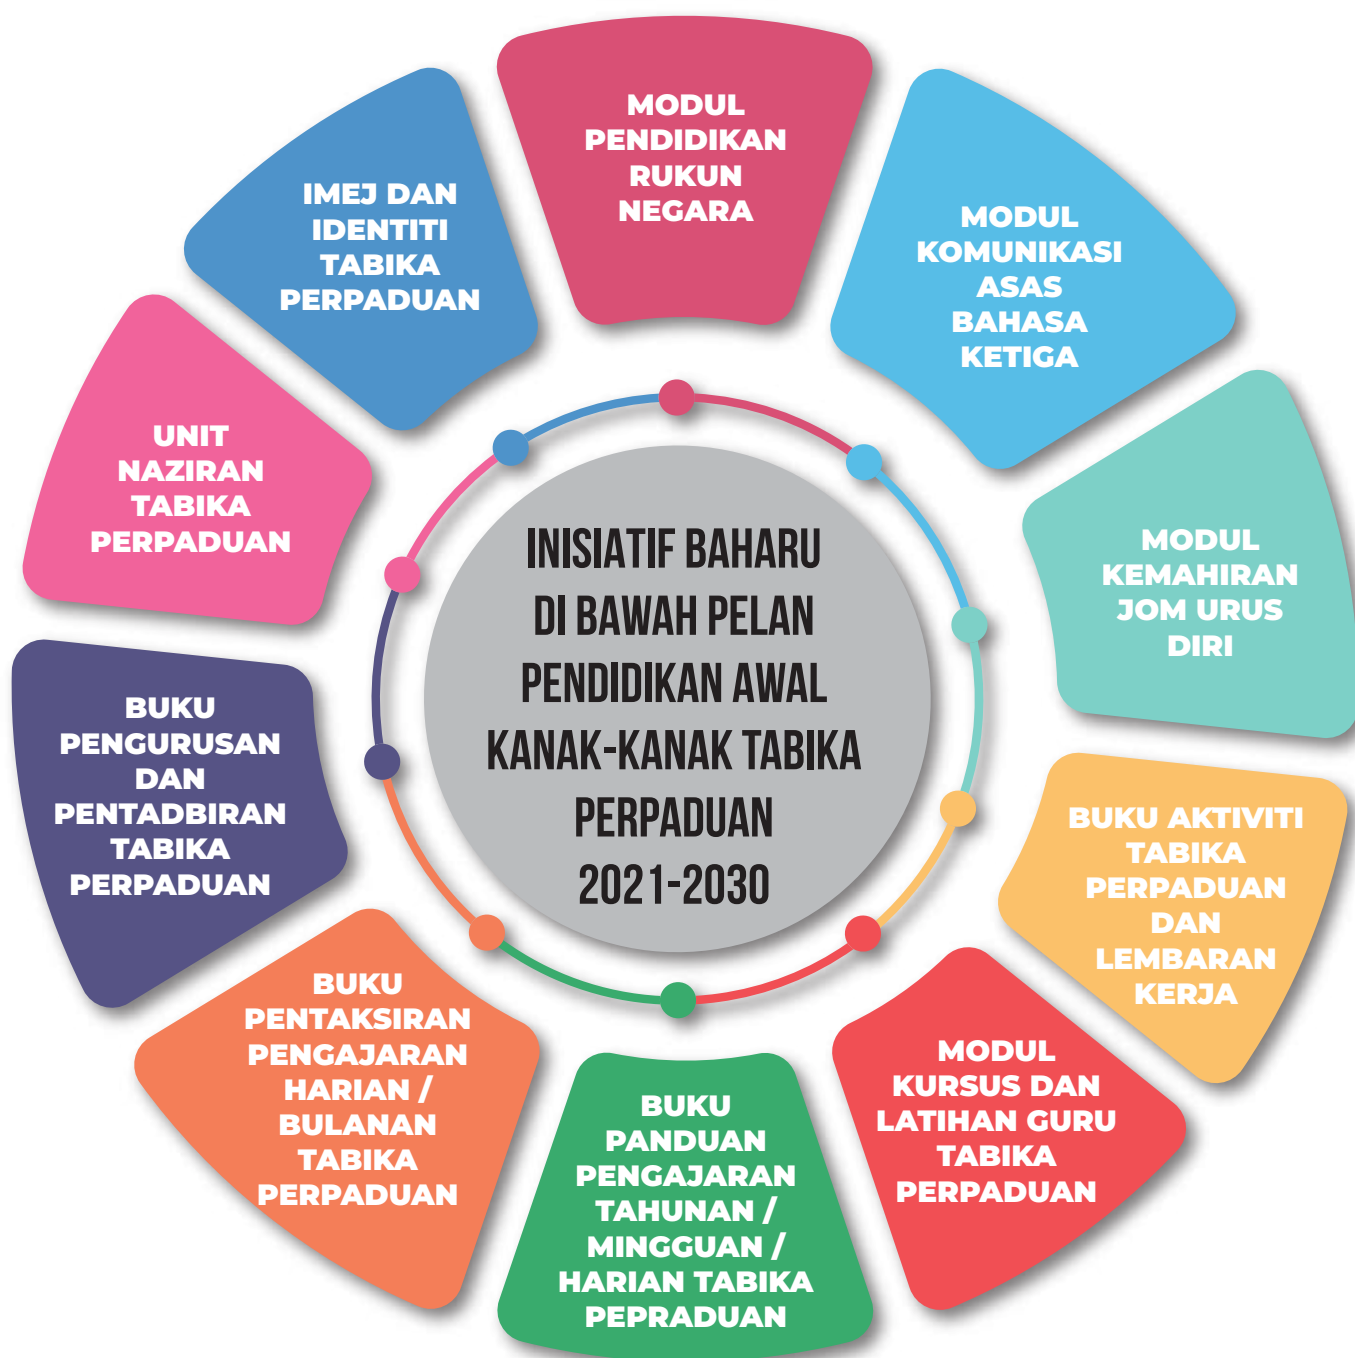 MODUL
PENDIDIKAN
RUKUN
NEGARA
MODUL
KOMUNIKASI
ASAS
BAHASA
KETIGA
MODUL
KEMAHIRAN
JOM URUS
DIRI
BUKU AKTIVITI
TABIKA
PERPADUAN
DAN
LEMBARAN
KERJA
MODUL
KURSUS DAN
LATIHAN GURU
TABIKA
PERPADUAN
BUKU
PANDUAN
PENGAJARAN
TAHUNAN /
MINGGUAN /
HARIAN TABIKA
PEPRADUAN
BUKU
PENTAKSIRAN
PENGAJARAN
HARIAN /
BULANAN
TABIKA
PERPADUAN
BUKU
PENGURUSAN
DAN
PENTADBIRAN
TABIKA
PERPADUAN
UNIT
NAZIRAN
TABIKA
PERPADUAN
IMEJ DAN
IDENTITI
TABIKA
PERPADUAN
INISIATIF BAHARU
DI BAWAH PELAN
PENDIDIKAN AWAL
KANAK-KANAK TABIKA
PERPADUAN
2021-2030